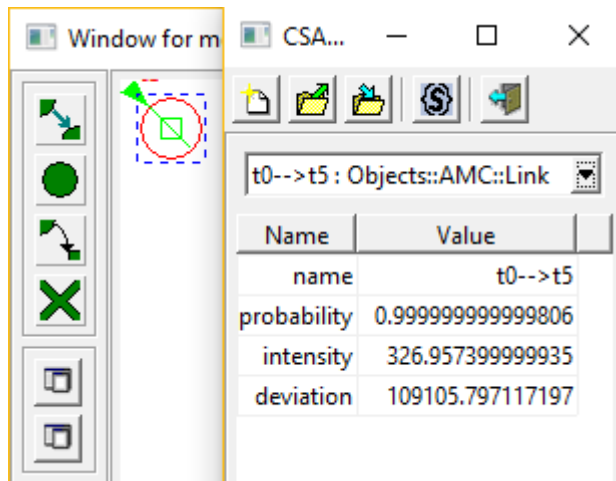 Window for m
CSA...
{S}
t0-->t5 : Objects::AMC::Link
Name Value
name t0-->t5
probability 0.999999999999806
intensity 326.957399999935
deviation 109105.797117197